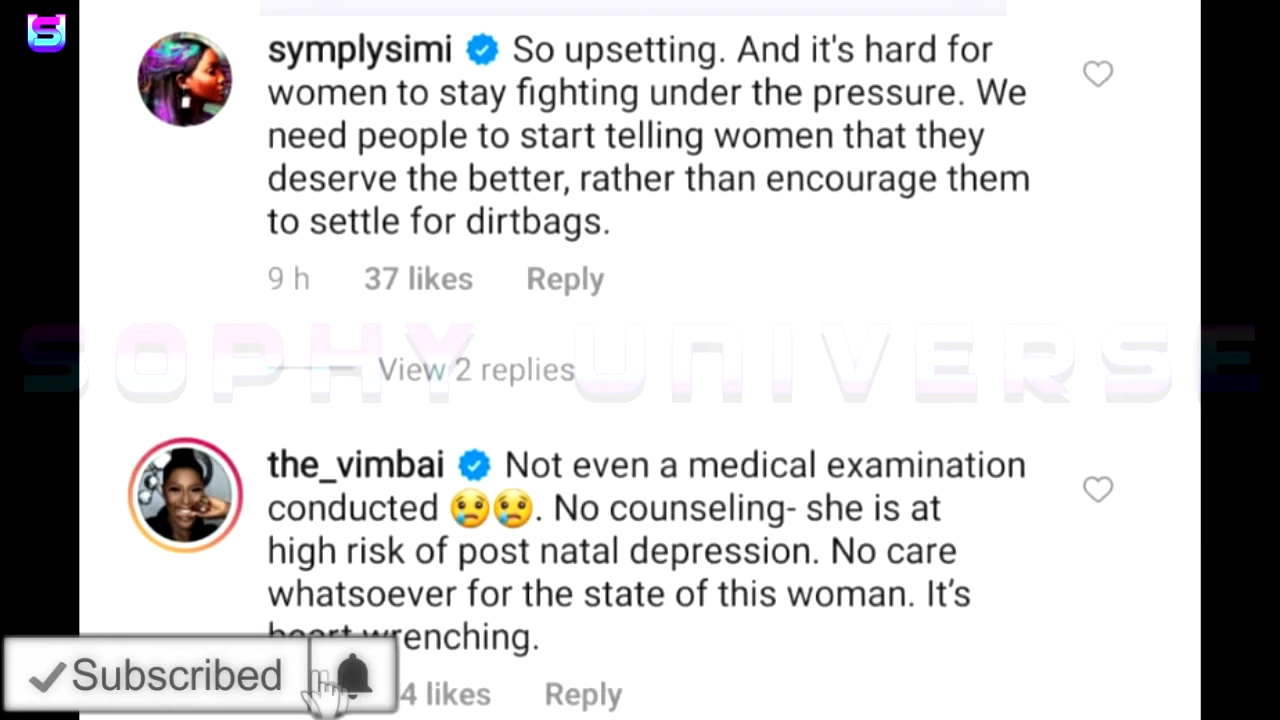 S
symplysimi So upsetting. And it's hard for
women to stay fighting under the pressure. We
need people to start telling women that they
deserve the better, rather than encourage them
to settle for dirtbags.
9 h 37 likes Reply
SOPHY UNIVERSE
View 2 replies
the_vimbai Not even a medical examination
conducted 😢😢. No counseling- she is at
high risk of post natal depression. No care
whatsoever for the state of this woman. It’s
heart wrenching.
Subscribed
4 likes Reply